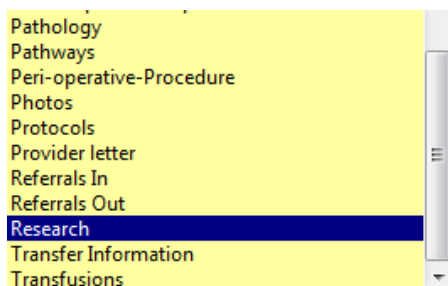 Pathology
Pathways
Peri-operative-Procedure
Photos
Protocols
Provider letter
Referrals In
Referrals Out
Research
Transfer Information
Transfusions